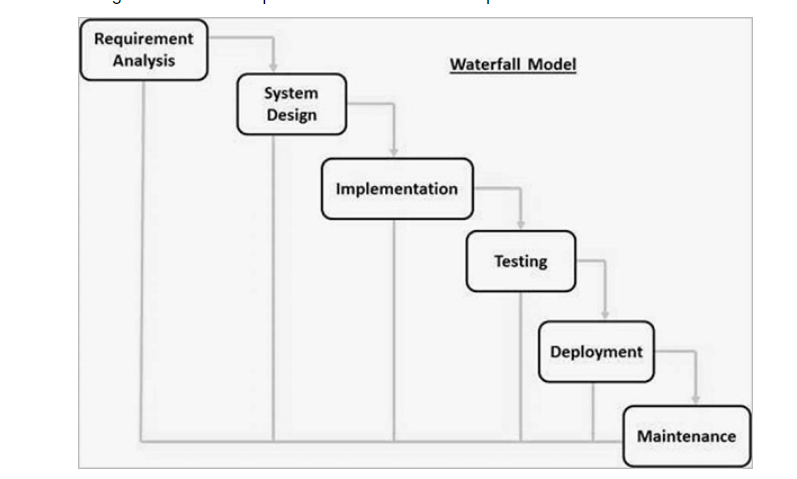 Requirement
Analysis
Waterfall Model
System
Design
Implementation
Testing
Deployment
Maintenance